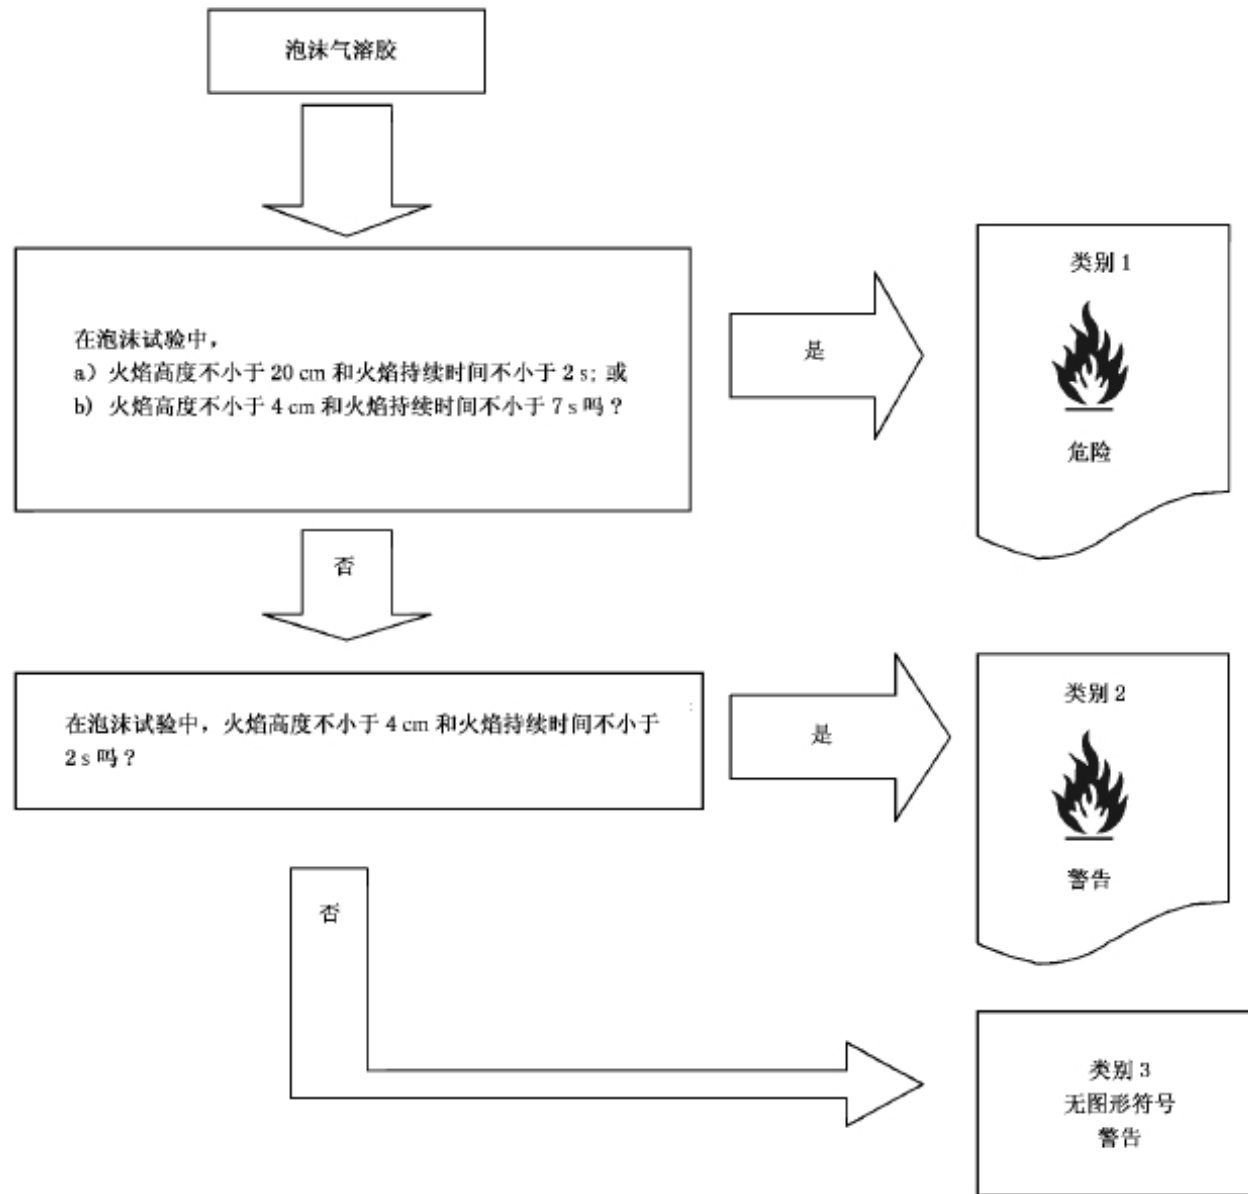 泡沫气溶胶
在泡沫试验中，
a）火焰高度不小于 20 cm 和火焰持续时间不小于 2 s; 或
b) 火焰高度不小于 4 cm 和火焰持续时间不小于 7 s 吗？
是
类别 1
危险
否
在泡沫试验中，火焰高度不小于 4 cm 和火焰持续时间不小于
2 s 吗？
是
类别 2
警告
否
类别 3
无图形符号
警告